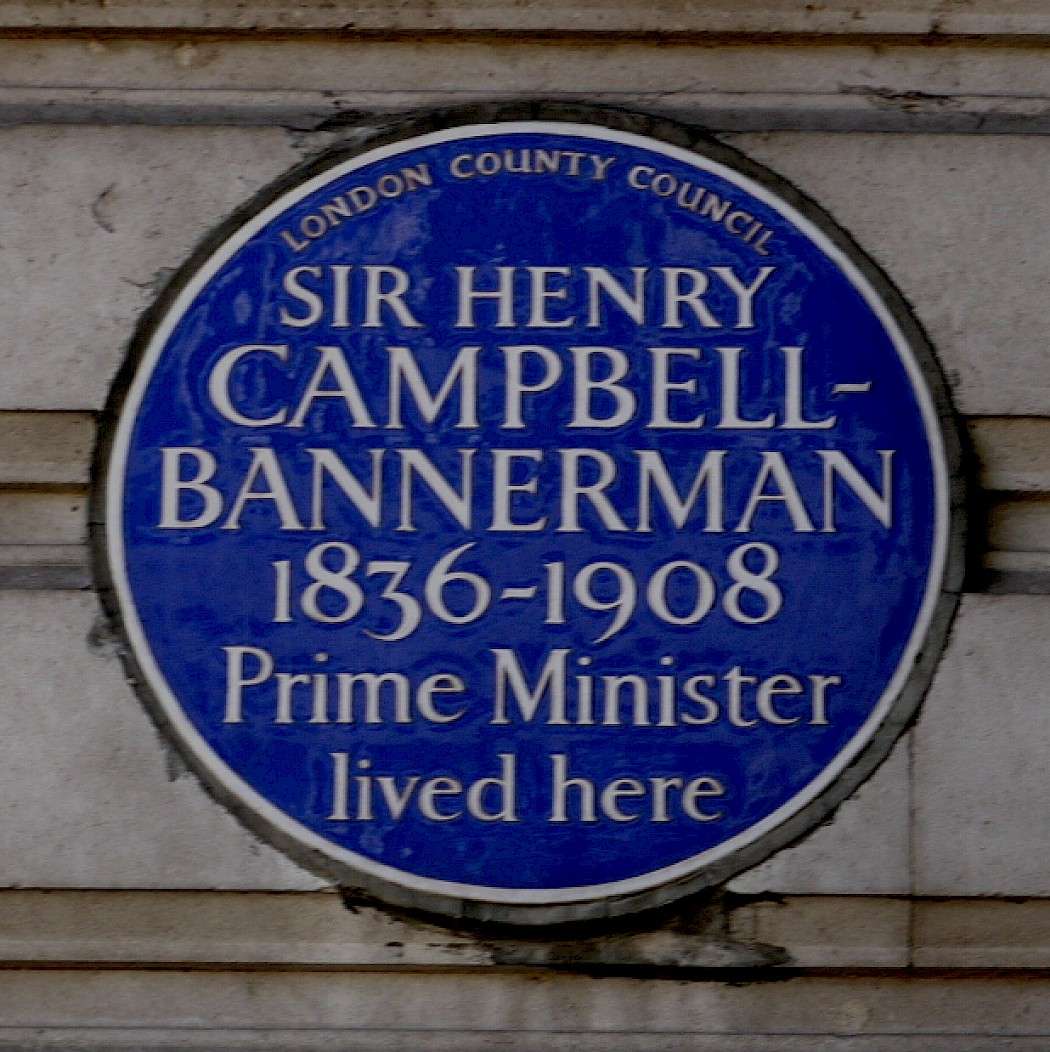 LONDON COUNTY COUNCIL
SIR HENRY
CAMPBELL-
BANNERMAN
1836-1908
Prime Minister
lived here